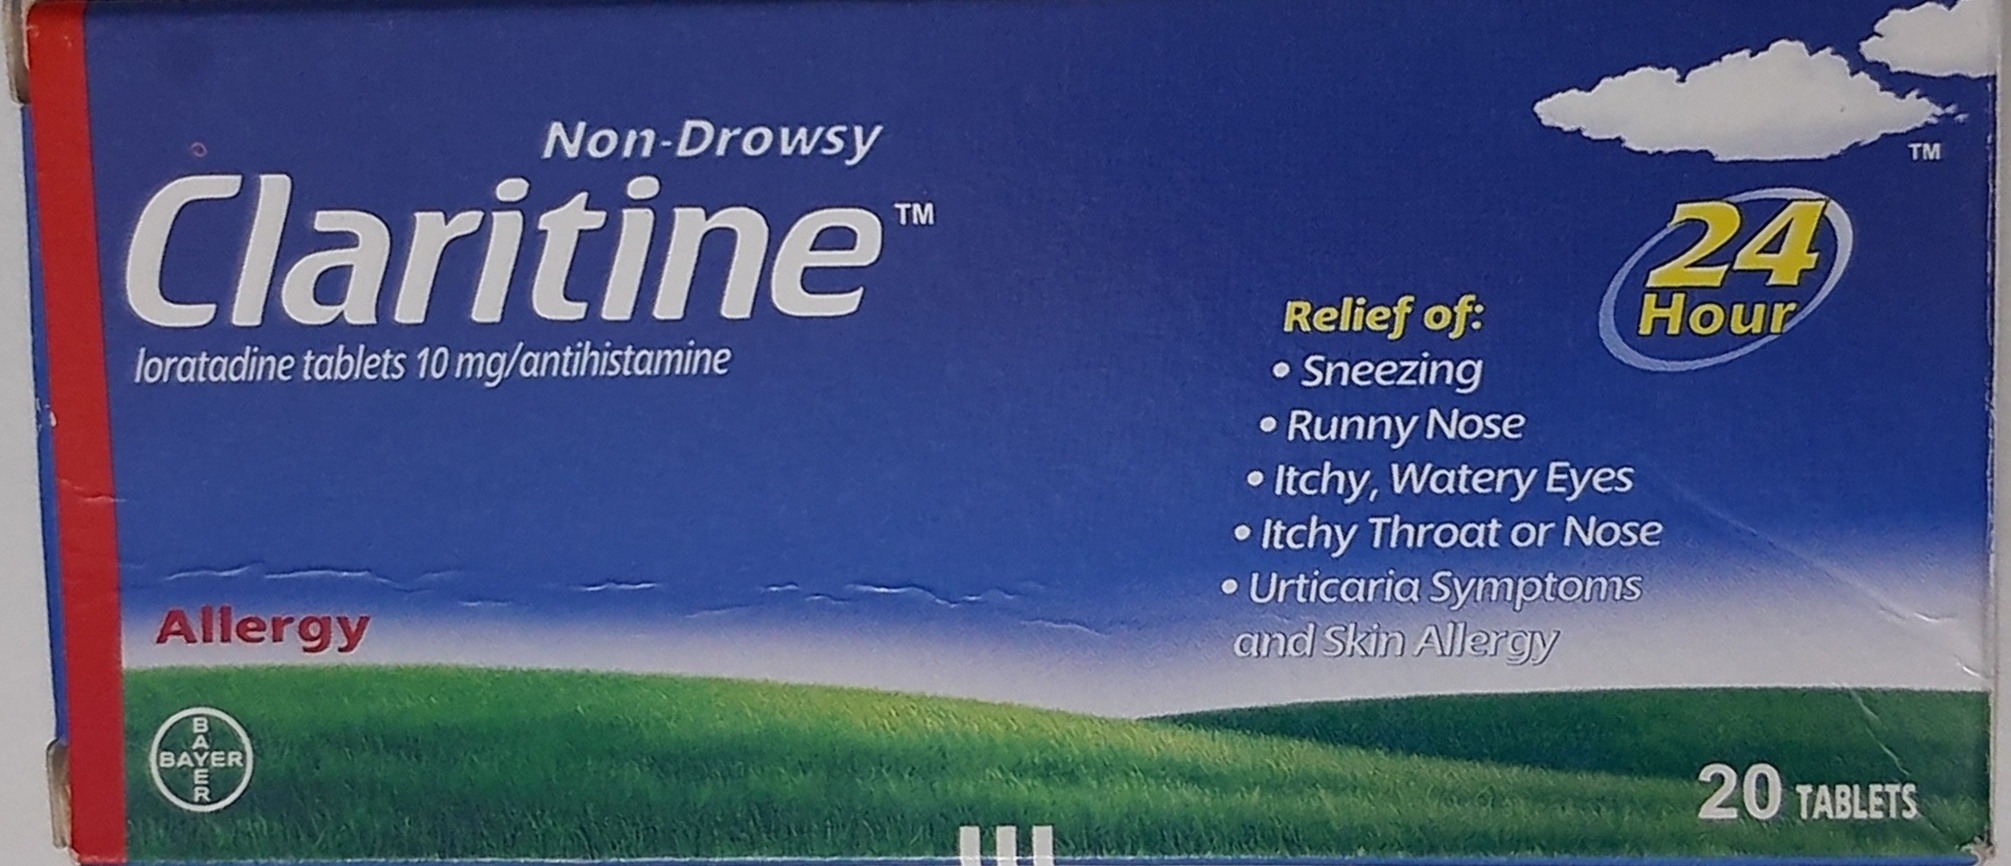 Non-Drowsy
Claritine™
loratadine tablets 10 mg/antihistamine
Allergy
BAYER
BAYER
TM
24
Hour
Relief of:
• Sneezing
• Runny Nose
• Itchy, Watery Eyes
• Itchy Throat or Nose
• Urticaria Symptoms
and Skin Allergy
20 TABLETS